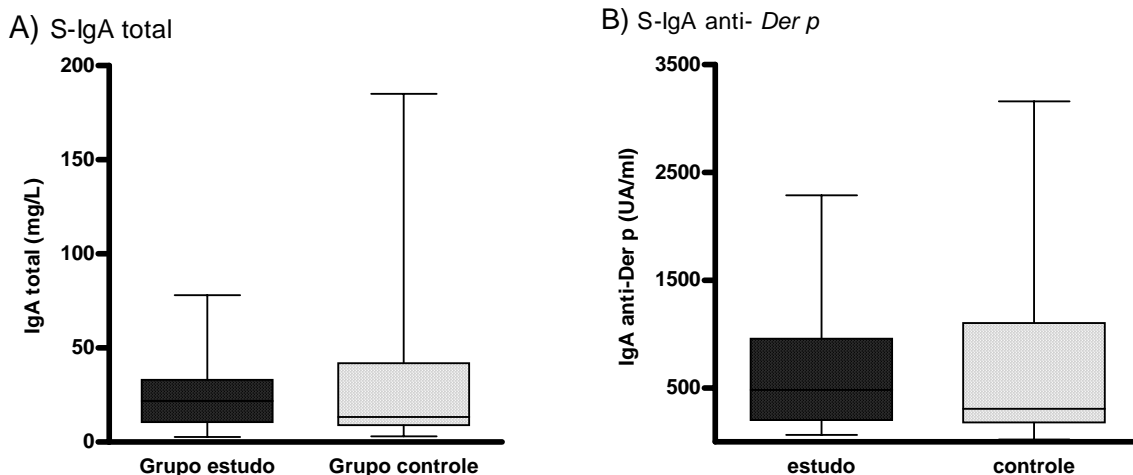 A) S-IgA total
200
150
100
50
0
IgA total (mg/L)
Grupo estudo
Grupo controle
B) S-IgA anti- Der p
3500
2500
1500
500
IgA anti-Der p (UA/ml)
estudo
controle